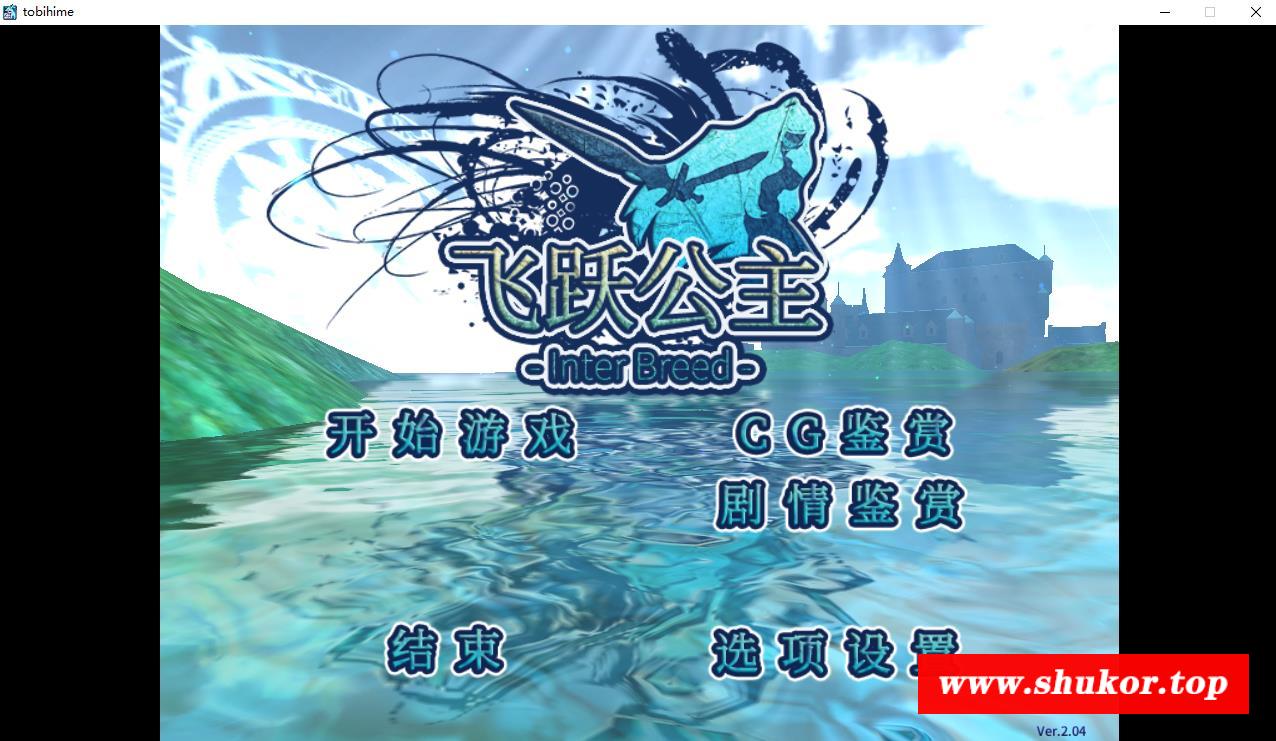 tobihime
飞跃公主
-Inter Breed-
开始游戏
CG鉴赏
剧情鉴赏
结束
选项设置
www.shukor.top
Ver.2.04